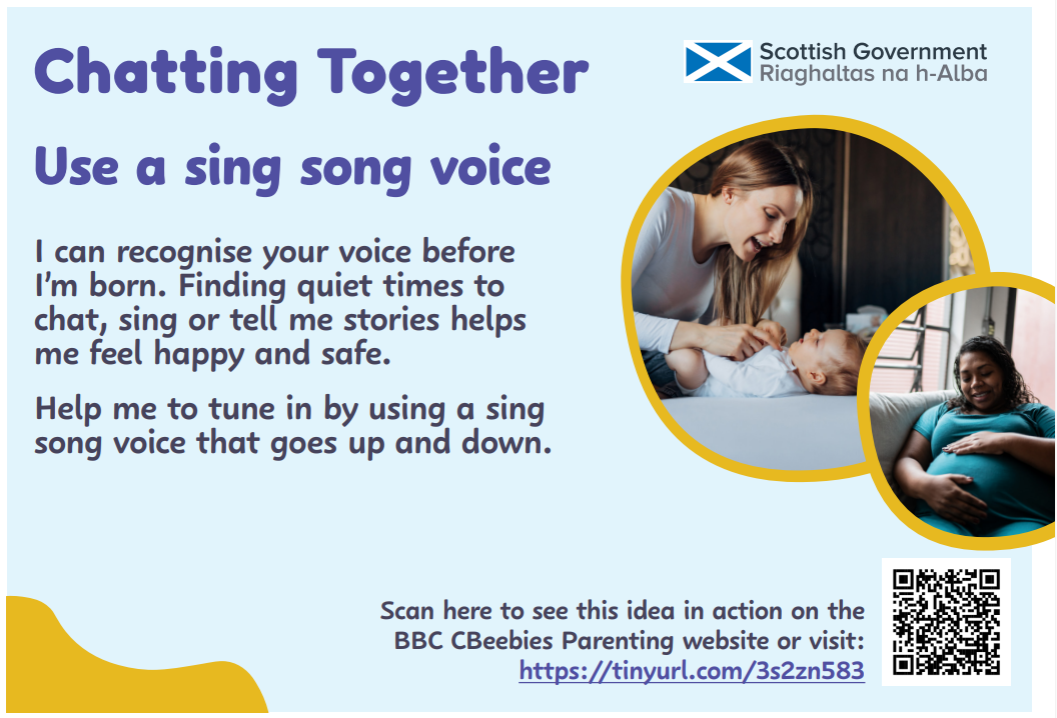 Chatting Together
Scottish Government
Riaghaltas na h-Alba
Use a sing song voice
I can recognise your voice before
I'm born. Finding quiet times to
chat, sing or tell me stories helps
me feel happy and safe.
Help me to tune in by using a sing
song voice that goes up and down.
Scan here to see this idea in action on the
BBC CBeebies Parenting website or visit:
https://tinyurl.com/3s2zn583